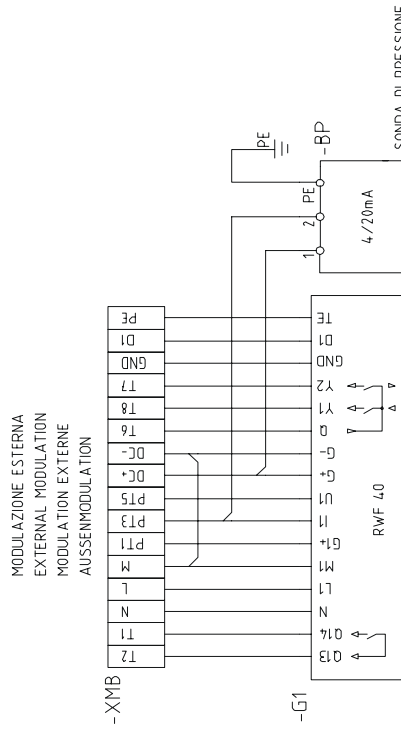 MODULAZIONE ESTERNA
EXTERNAL MODULATION
MODULATION EXTERNE
AUSSENMODULATION
-XMB
T2
T1
N
L
M
PT1
PT3
PT5
DC+
DC-
T6
T8
T7
GND
D1
PE
-G1
Q13
Q14
N
L1
M1
G1+
I1
U1
G+
G-
Q
Y1
Y2
GND
D1
TE
RWF 40
PE
-BP
1
2
PE
4/20mA
SONDA DI PRESSIONE